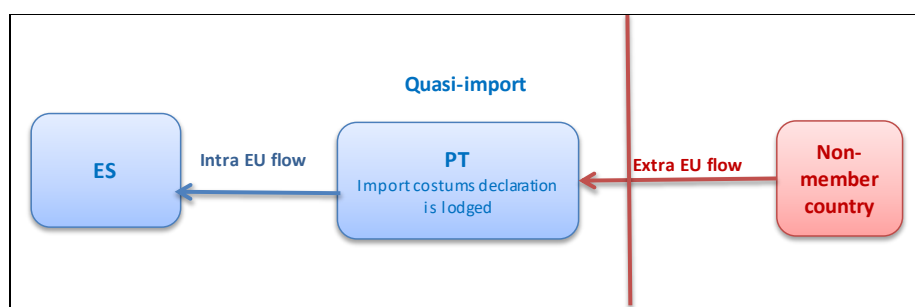 Quasi-import
ES
Intra EU flow
PT
Import costums declaration
is lodged
Extra EU flow
Non-
member
country